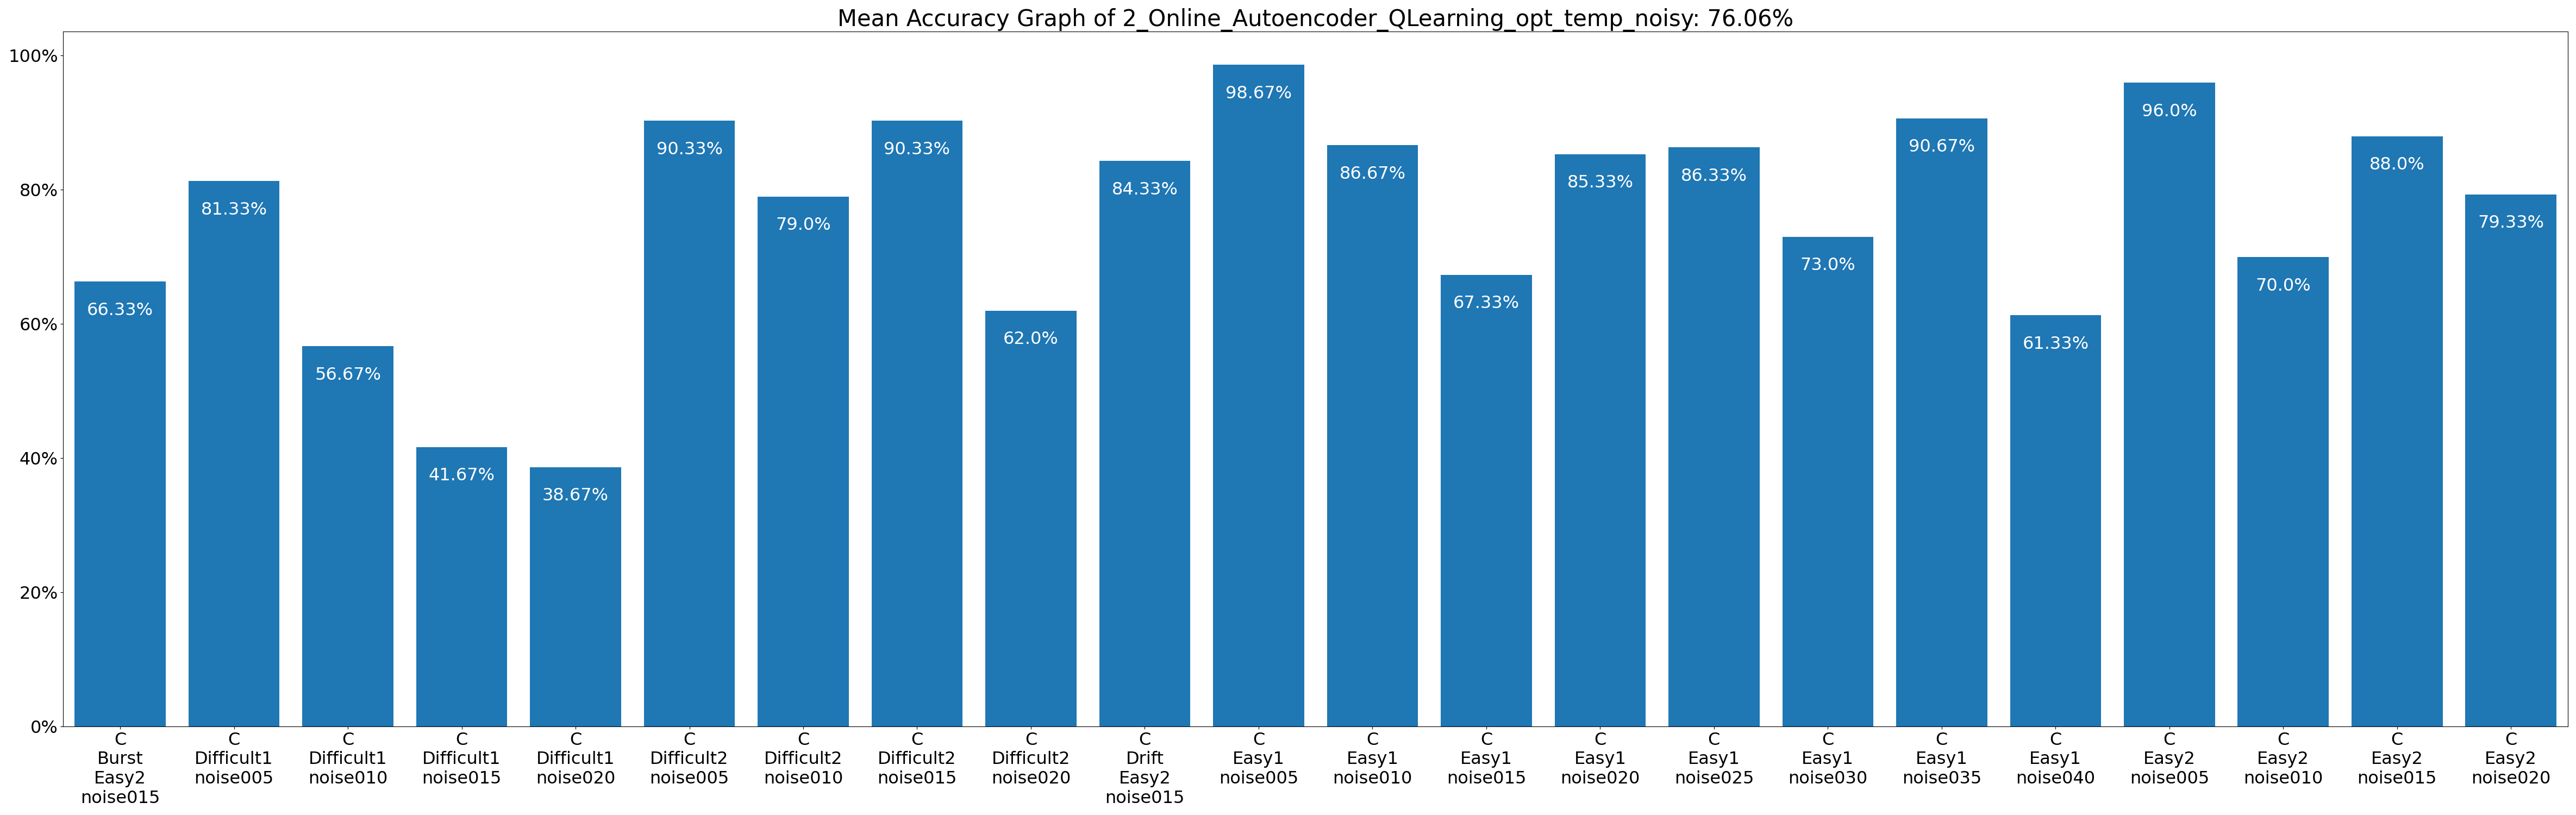 Mean Accuracy Graph of 2_Online_Autoencoder_QLearning_opt_temp_noisy: 76.06%
100%
80%
60%
40%
20%
0%
66.33%
81.33%
56.67%
41.67%
38.67%
90.33%
79.0%
90.33%
62.0%
84.33%
98.67%
86.67%
67.33%
85.33%
86.33%
73.0%
90.67%
61.33%
96.0%
70.0%
88.0%
79.33%
C
Burst
Easy2
noise015
C
Difficult1
noise005
C
Difficult1
noise010
C
Difficult1
noise015
C
Difficult1
noise020
C
Difficult2
noise005
C
Difficult2
noise010
C
Difficult2
noise015
C
Difficult2
noise020
C
Drift
Easy2
noise015
C
Easy1
noise005
C
Easy1
noise010
C
Easy1
noise015
C
Easy1
noise020
C
Easy1
noise025
C
Easy1
noise030
C
Easy1
noise035
C
Easy1
noise040
C
Easy2
noise005
C
Easy2
noise010
C
Easy2
noise015
C
Easy2
noise020